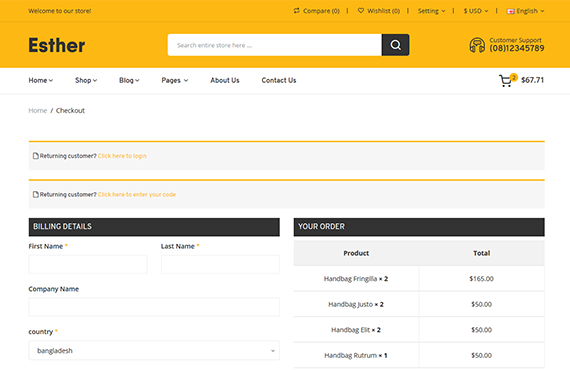 Welcome to our store!
Compare (0) Wishlist (0) Setting $ USD English
Esther
Search entire store here ...
Customer Support
(08)12345789
Home Shop Blog Pages About Us Contact Us
2 $67.71
Home / Checkout
Returning customer? Click here to login
Returning customer? Click here to enter your code
BILLING DETAILS
First Name * Last Name *
Company Name
country *
bangladesh
YOUR ORDER
Product Total
Handbag Fringilla × 2 $165.00
Handbag Justo × 2 $50.00
Handbag Elit × 2 $50.00
Handbag Rutrum × 1 $50.00